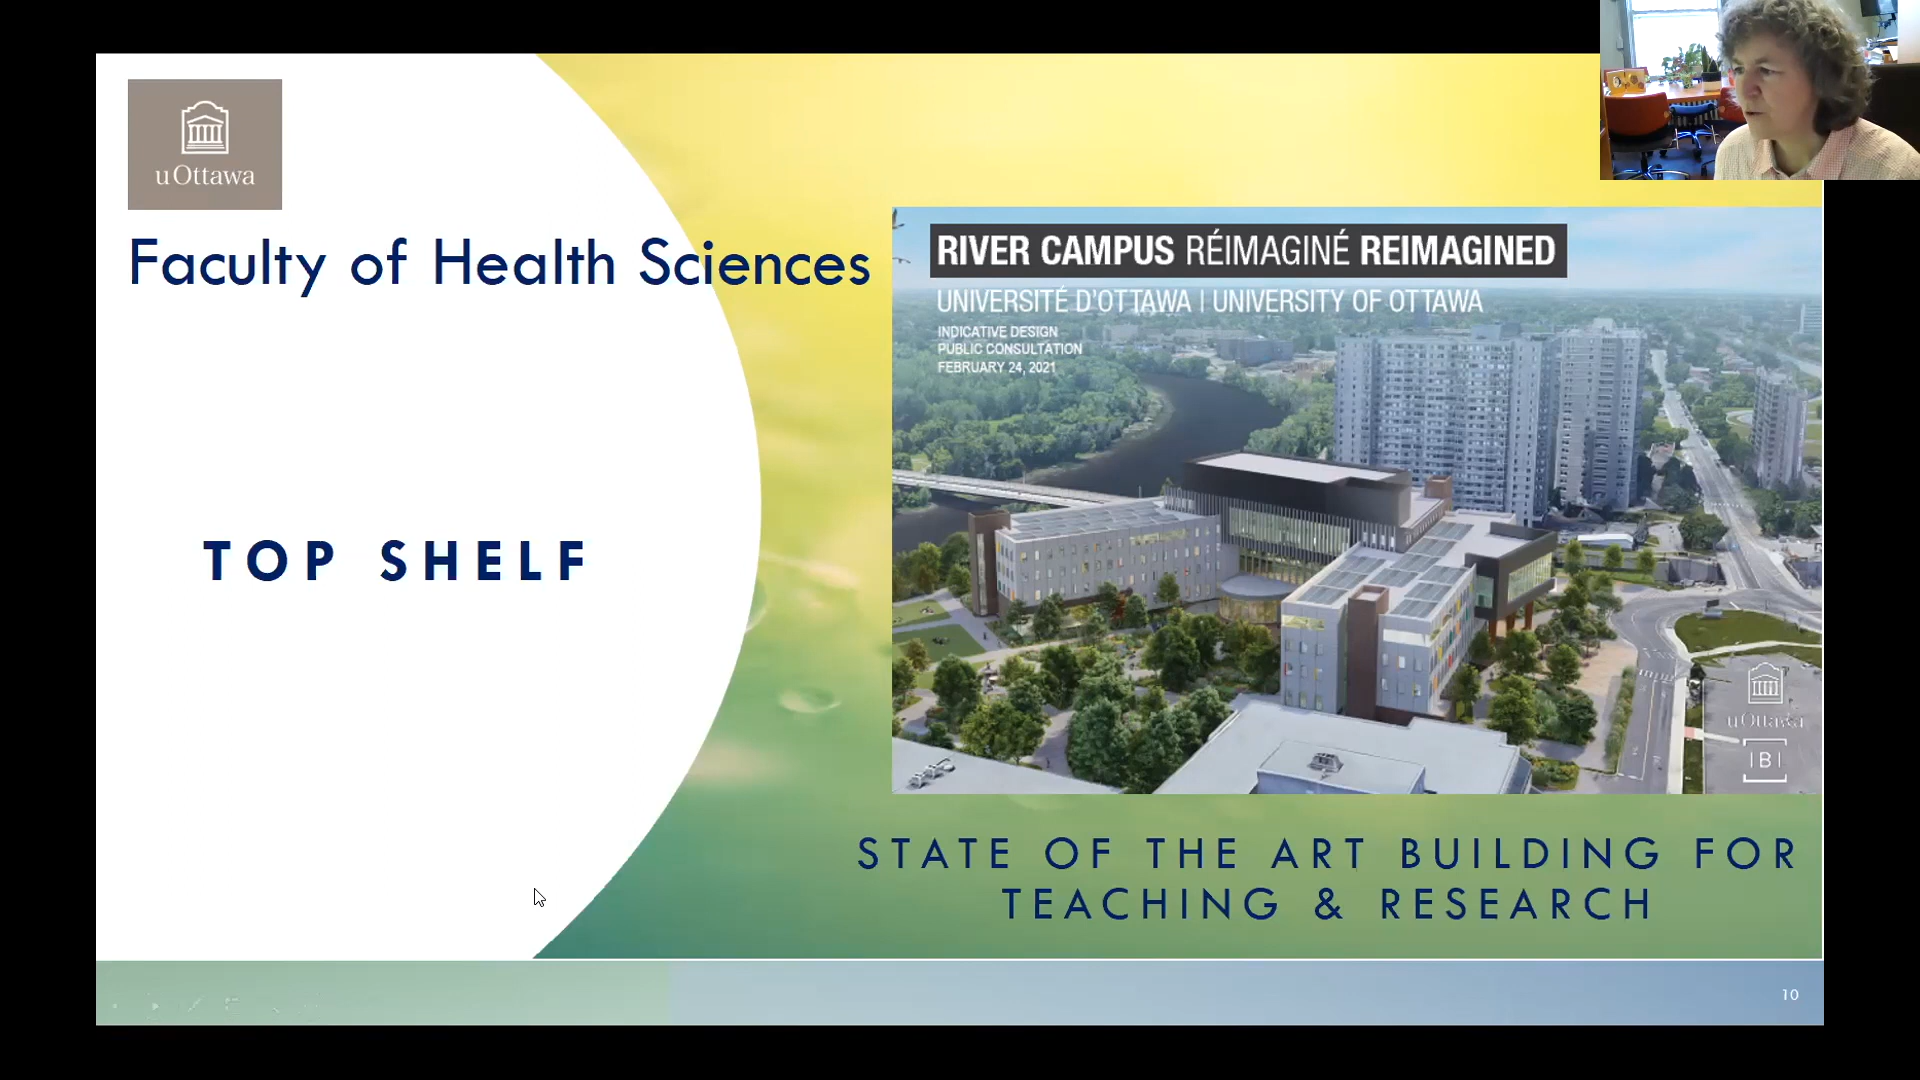 uOttawa
Faculty of Health Sciences
TOP SHELF
RIVER CAMPUS RÉIMAGINÉ REIMAGINED
UNIVERSITÉ D'OTTAWA | UNIVERSITY OF OTTAWA
INDICATIVE DESIGN
PUBLIC CONSULTATION
FEBRUARY 24, 2021
uOttawa
IBI
STATE OF THE ART BUILDING FOR
TEACHING & RESEARCH
10